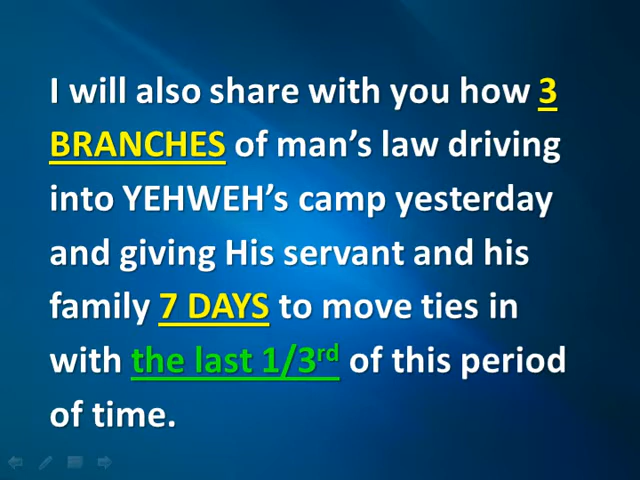 I will also share with you how 3
BRANCHES of man’s law driving
into YEHWEH’s camp yesterday
and giving His servant and his
family 7 DAYS to move ties in
with the last 1/3rd of this period
of time.